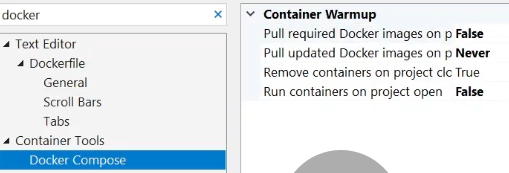 docker
Text Editor
Dockerfile
General
Scroll Bars
Tabs
Container Tools
Docker Compose
Container Warmup
Pull required Docker images on p False
Pull updated Docker images on p Never
Remove containers on project clc True
Run containers on project open False